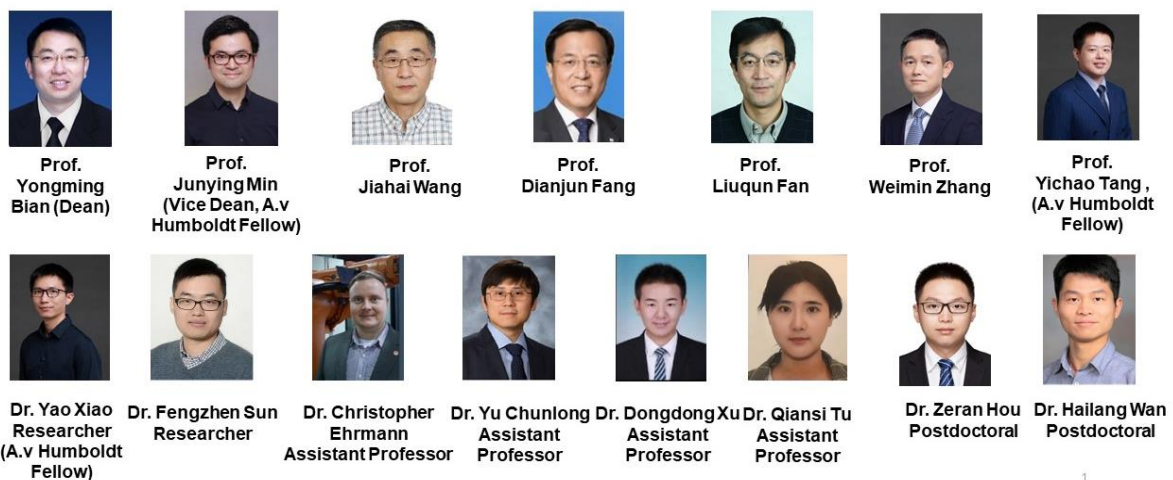 Prof.
Yongming
Bian (Dean)
Prof.
Junying Min
(Vice Dean, A.v
Humboldt Fellow)
Prof.
Jiahai Wang
Prof.
Dianjun Fang
Prof.
Liuqun Fan
Prof.
Weimin Zhang
Prof.
Yichao Tang ,
(A.v Humboldt
Fellow)
Dr. Yao Xiao
Researcher
(A.v Humboldt
Fellow)
Dr. Fengzhen Sun
Researcher
Dr. Christopher
Ehrmann
Assistant Professor
Dr. Yu Chunlong
Assistant
Professor
Dr. Dongdong Xu
Assistant
Professor
Dr. Qiansi Tu
Assistant
Professor
Dr. Zeran Hou
Postdoctoral
Dr. Hailang Wan
Postdoctoral
1